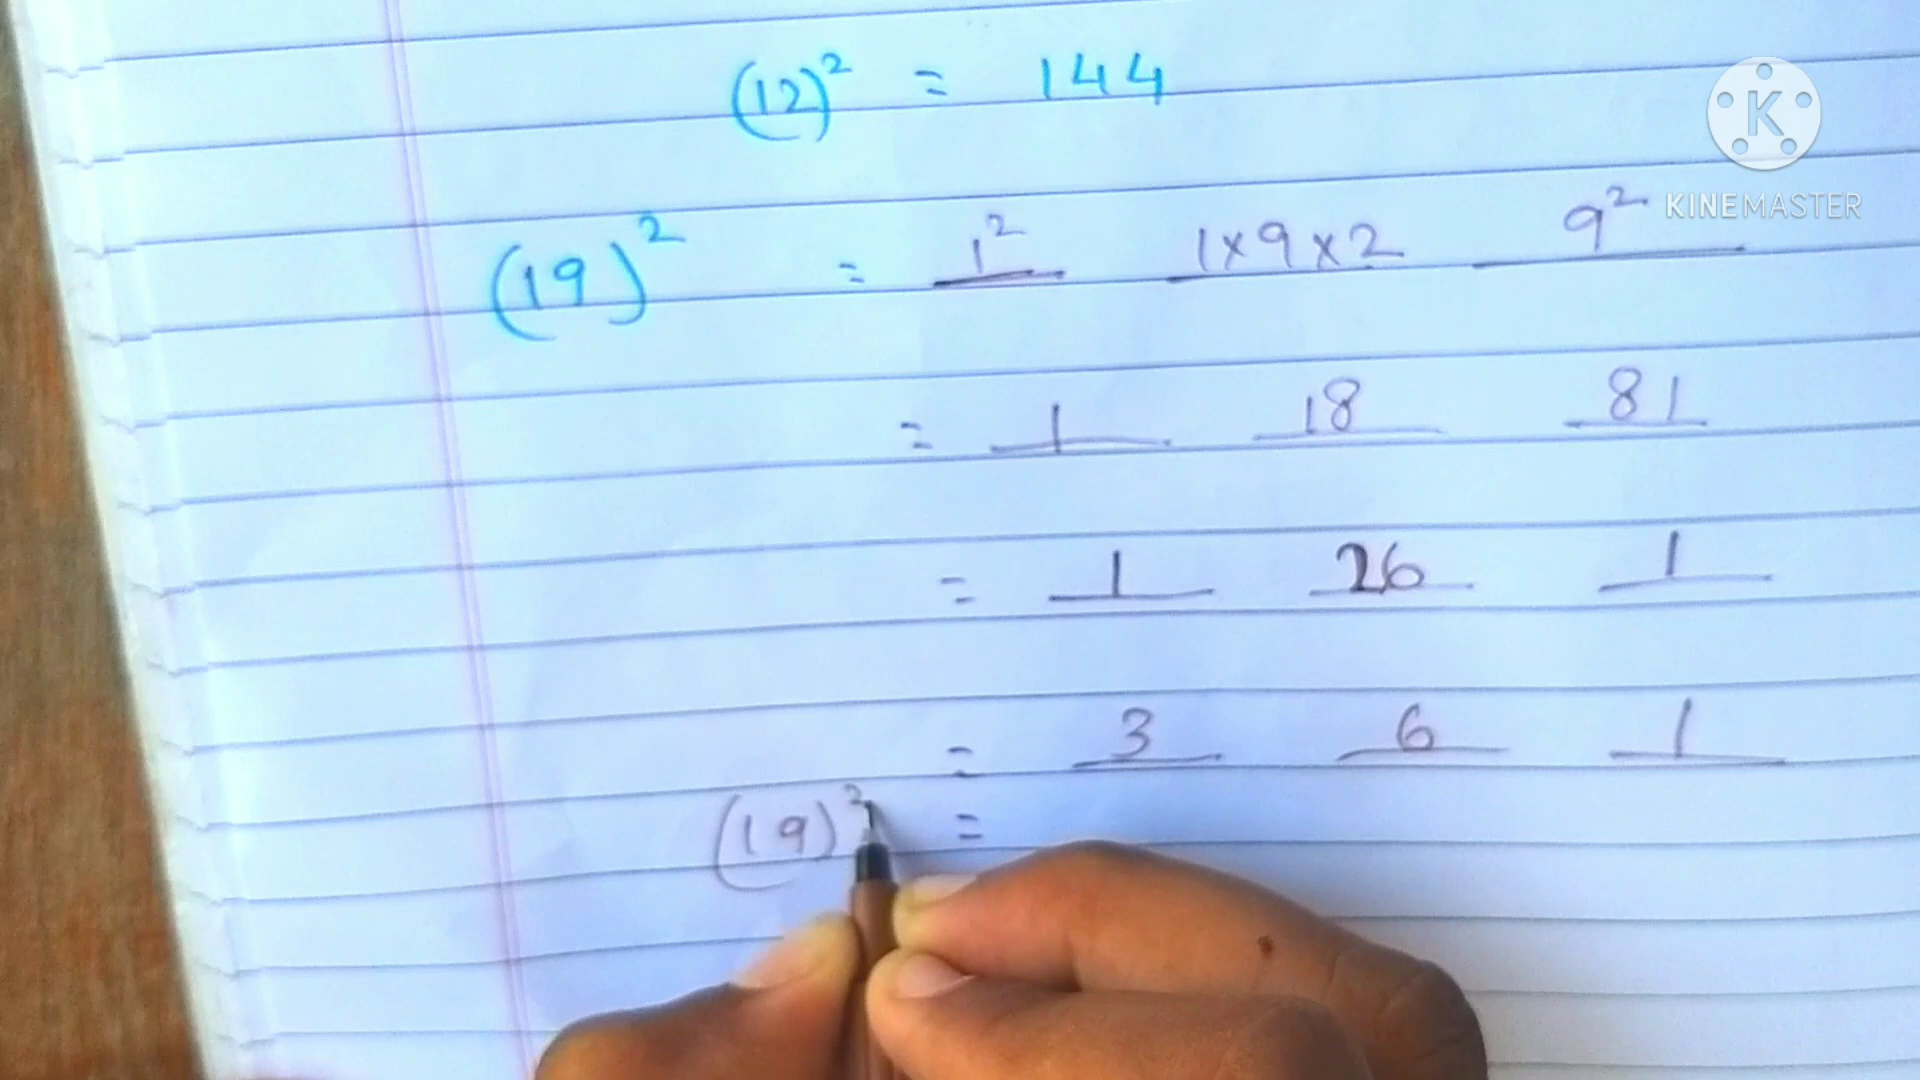 (12)² = 144
K
KINEMASTER
(19)² = 1² 1×9×2 9²
= 1 18 81
= 1 26 1
= 3 6 1
(19)² =